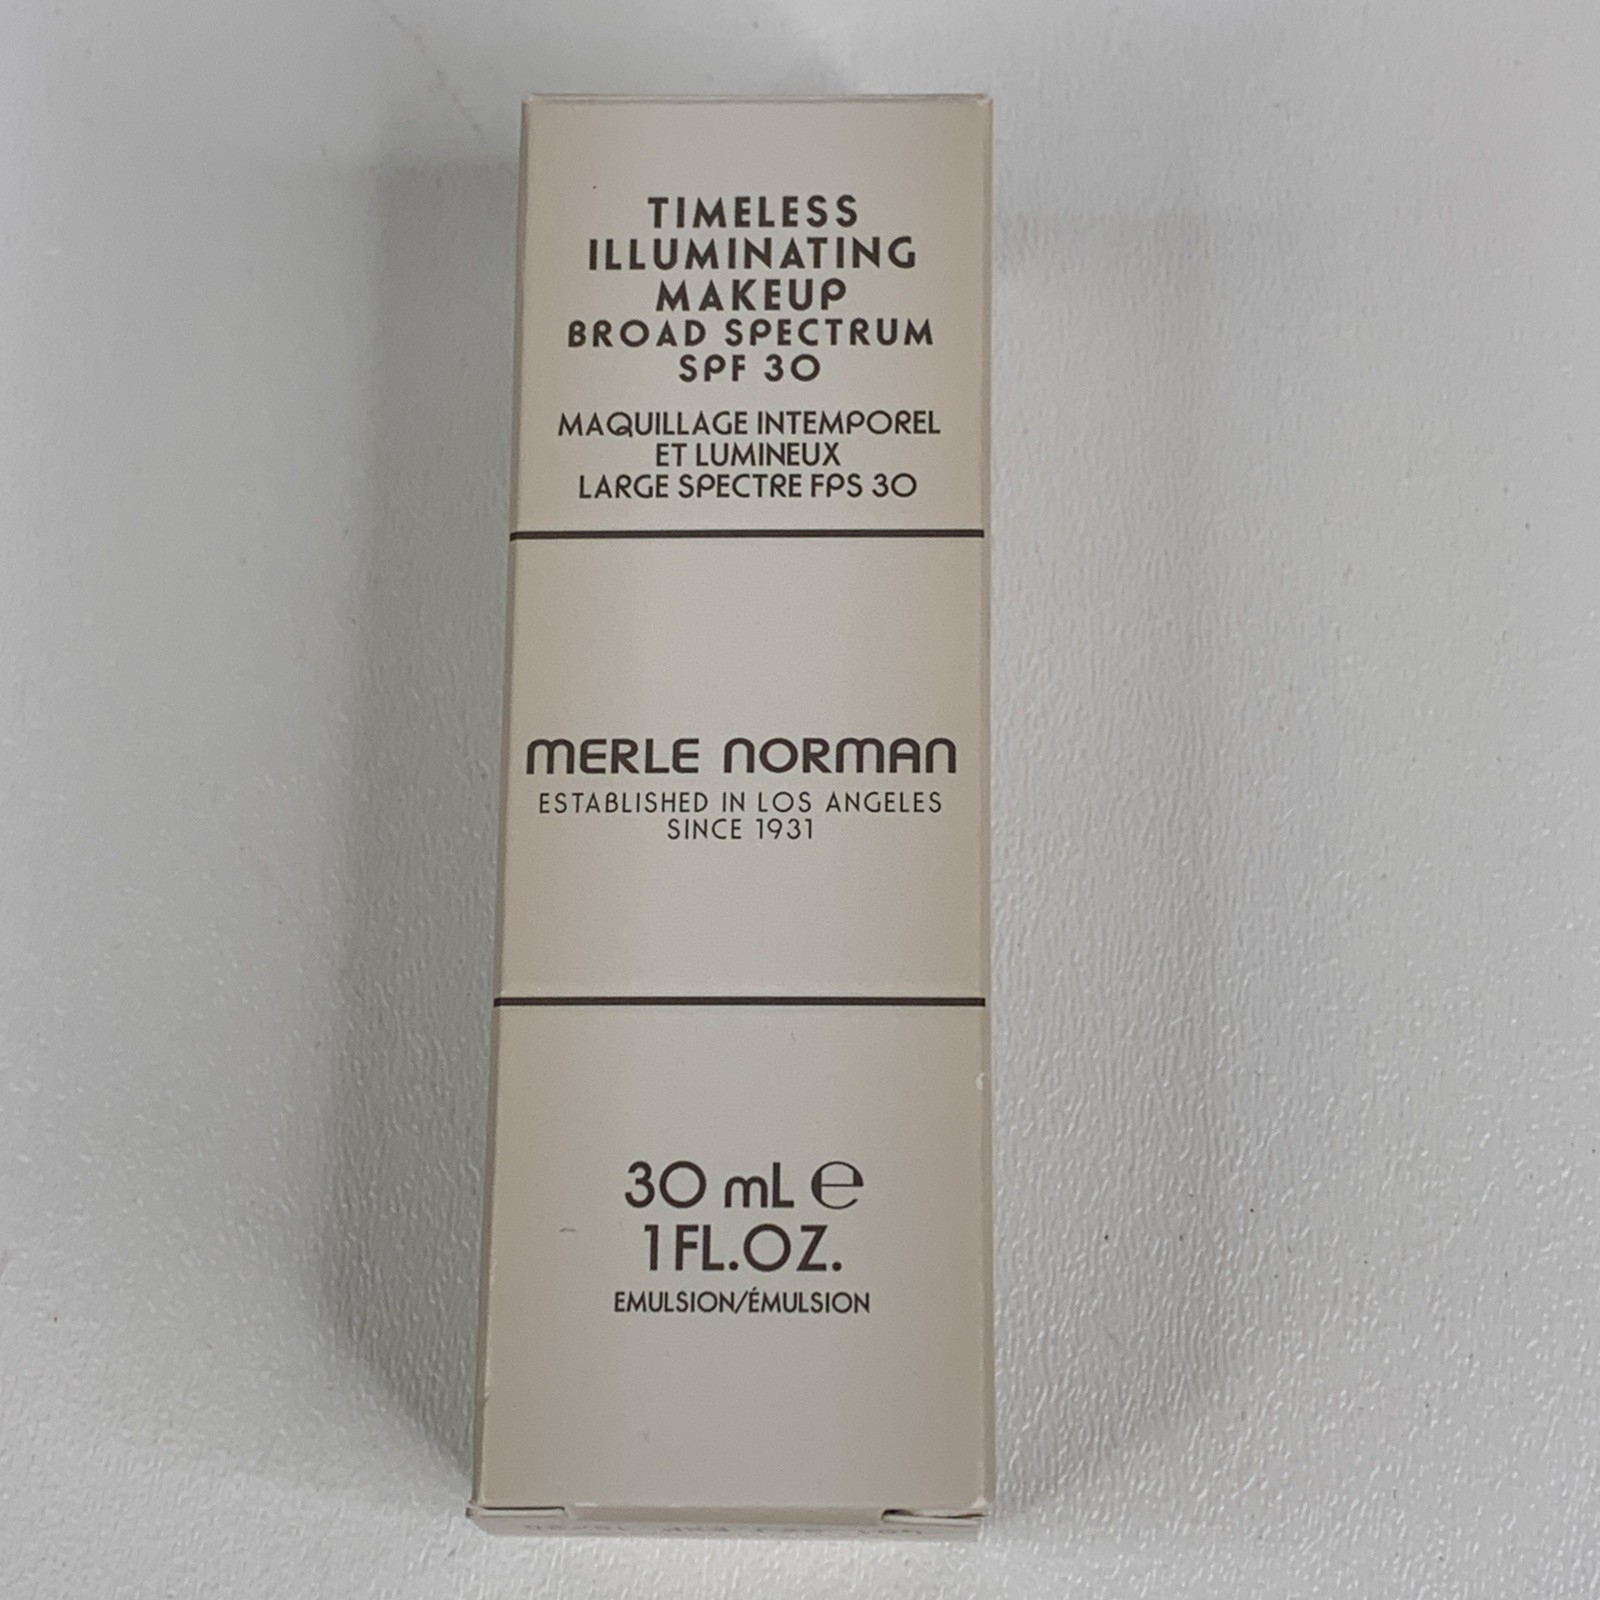 TIMELESS
ILLUMINATING
MAKEUP
BROAD SPECTRUM
SPF 30
MAQUILLAGE INTEMPOREL
ET LUMINEUX
LARGE SPECTRE FPS 30
MERLE NORMAN
ESTABLISHED IN LOS ANGELES
SINCE 1931
30 mL ℮
1 FL.OZ.
EMULSION/ÉMULSION